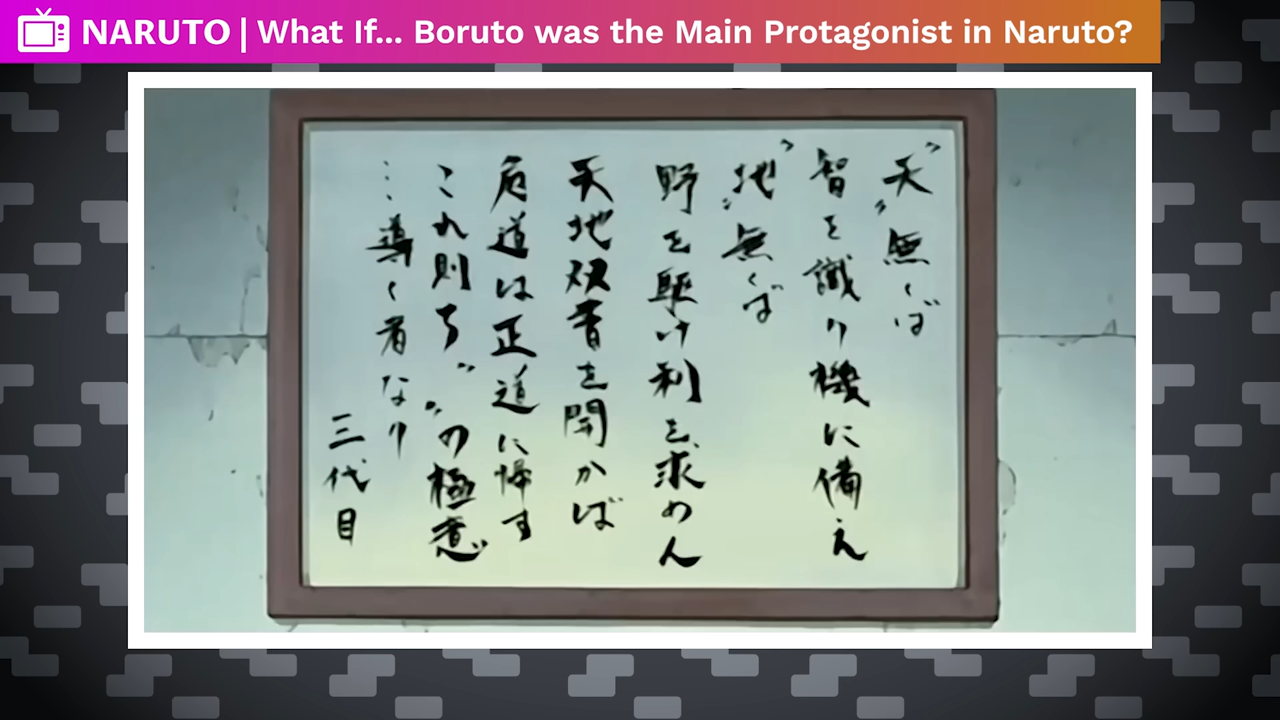 NARUTO | What If... Boruto was the Main Protagonist in Naruto?
〝天〟無くば
智を識り機に備え
〝地〟無くば
野を駆け利を求めん
天地双書を開かば
危道は正道に帰す
これ則ち〝 〟の極意
…導く者なり
三代目